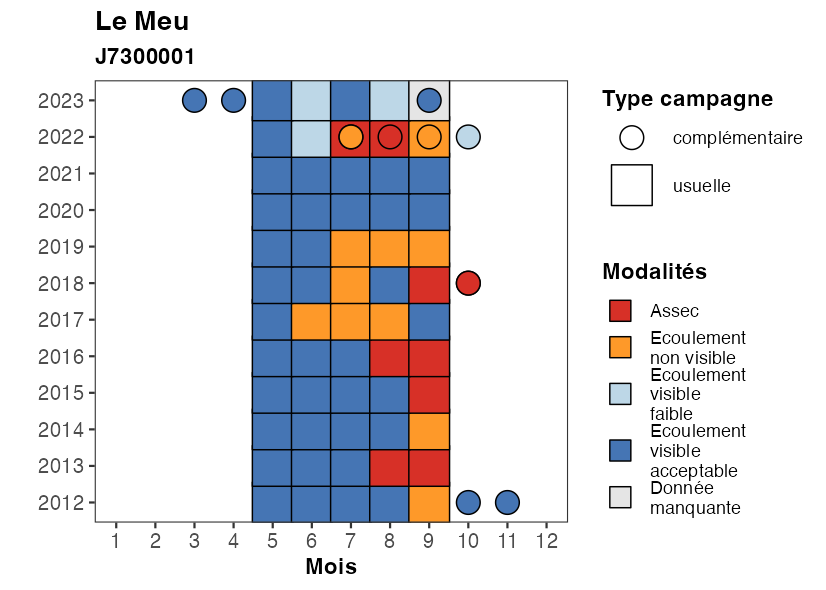 Le Meu
J7300001
2023
2022
2021
2020
2019
2018
2017
2016
2015
2014
2013
2012
1 2 3 4 5 6 7 8 9 10 11 12
Mois
Type campagne
complémentaire
usuelle
Modalités
Assec
Ecoulement
non visible
Ecoulement
visible
faible
Ecoulement
visible
acceptable
Donnée
manquante